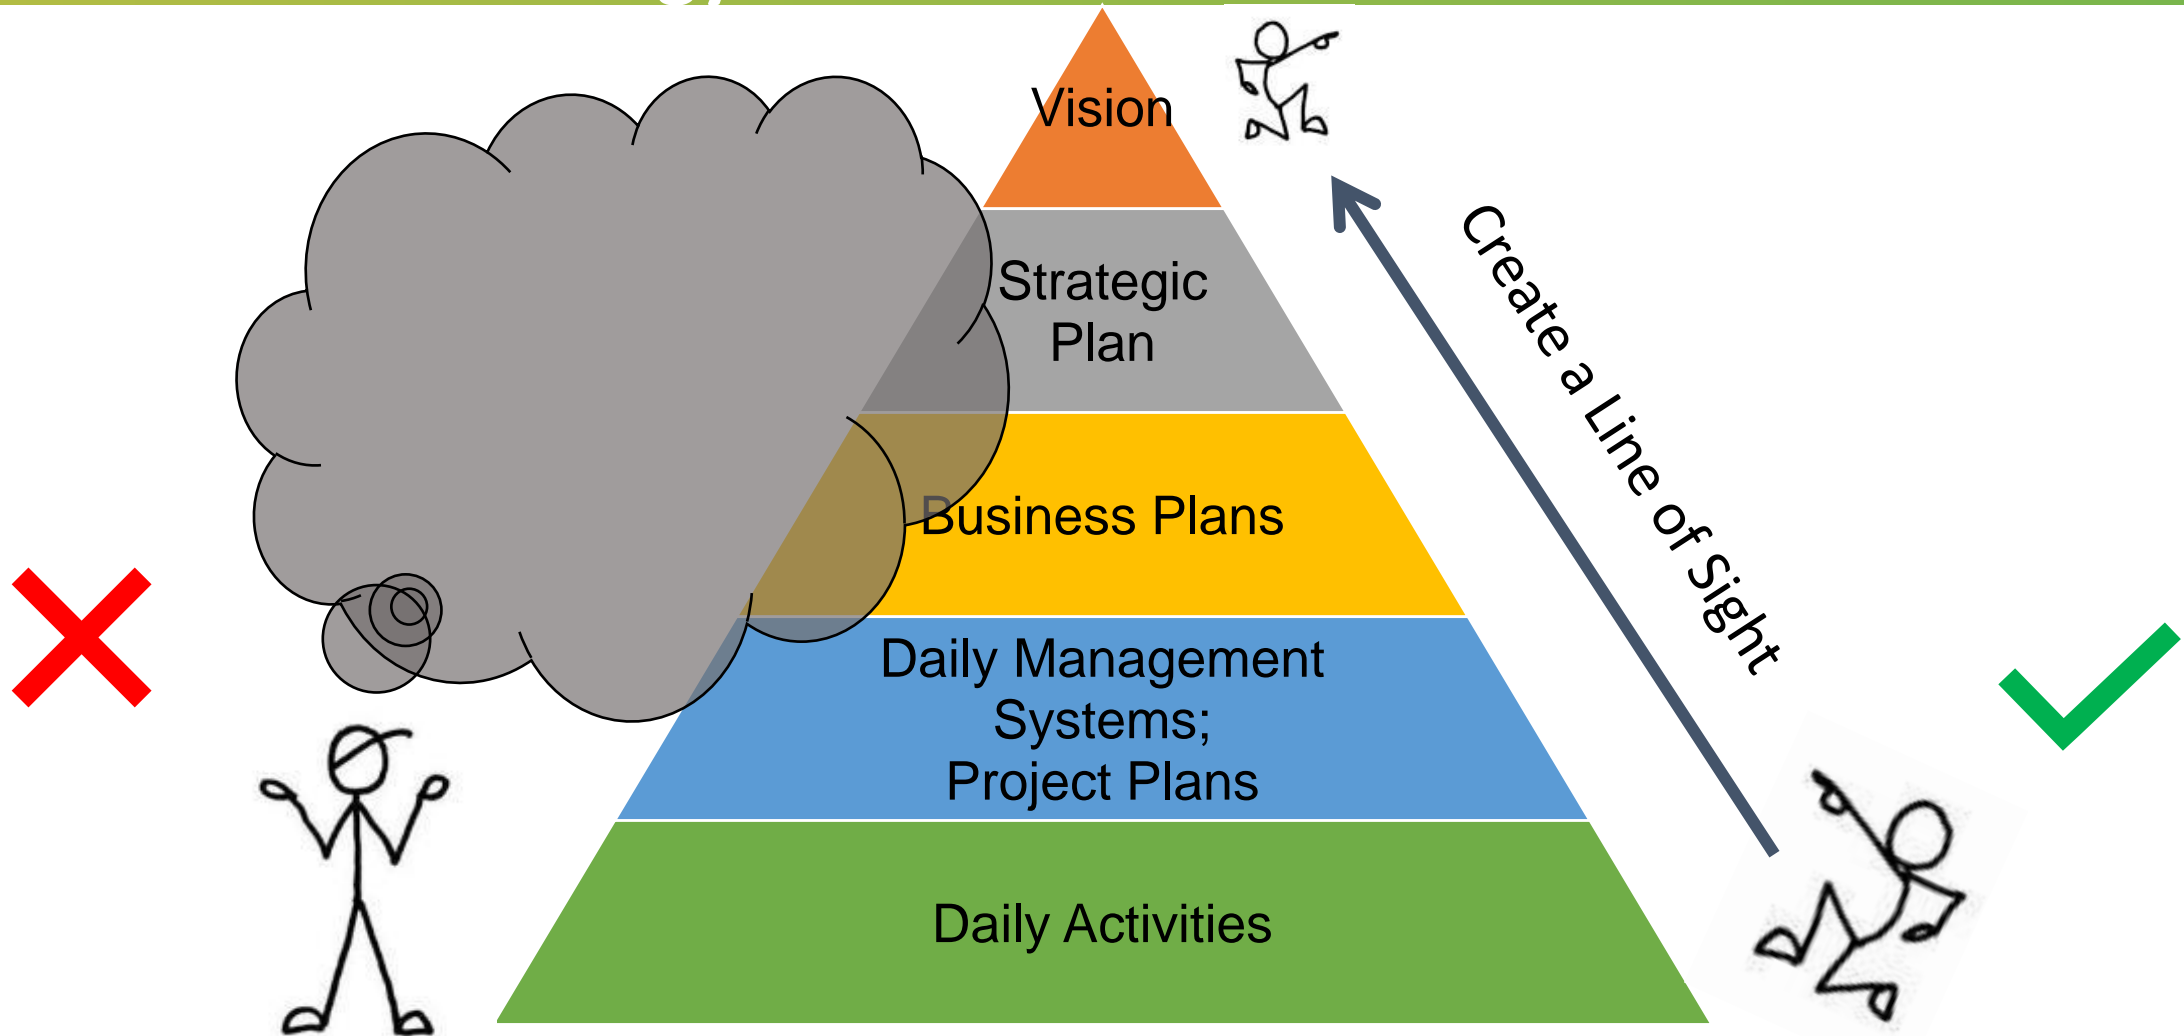 Vision
Strategic
Plan
Business Plans
Daily Management
Systems;
Project Plans
Daily Activities
Create a Line of Sight